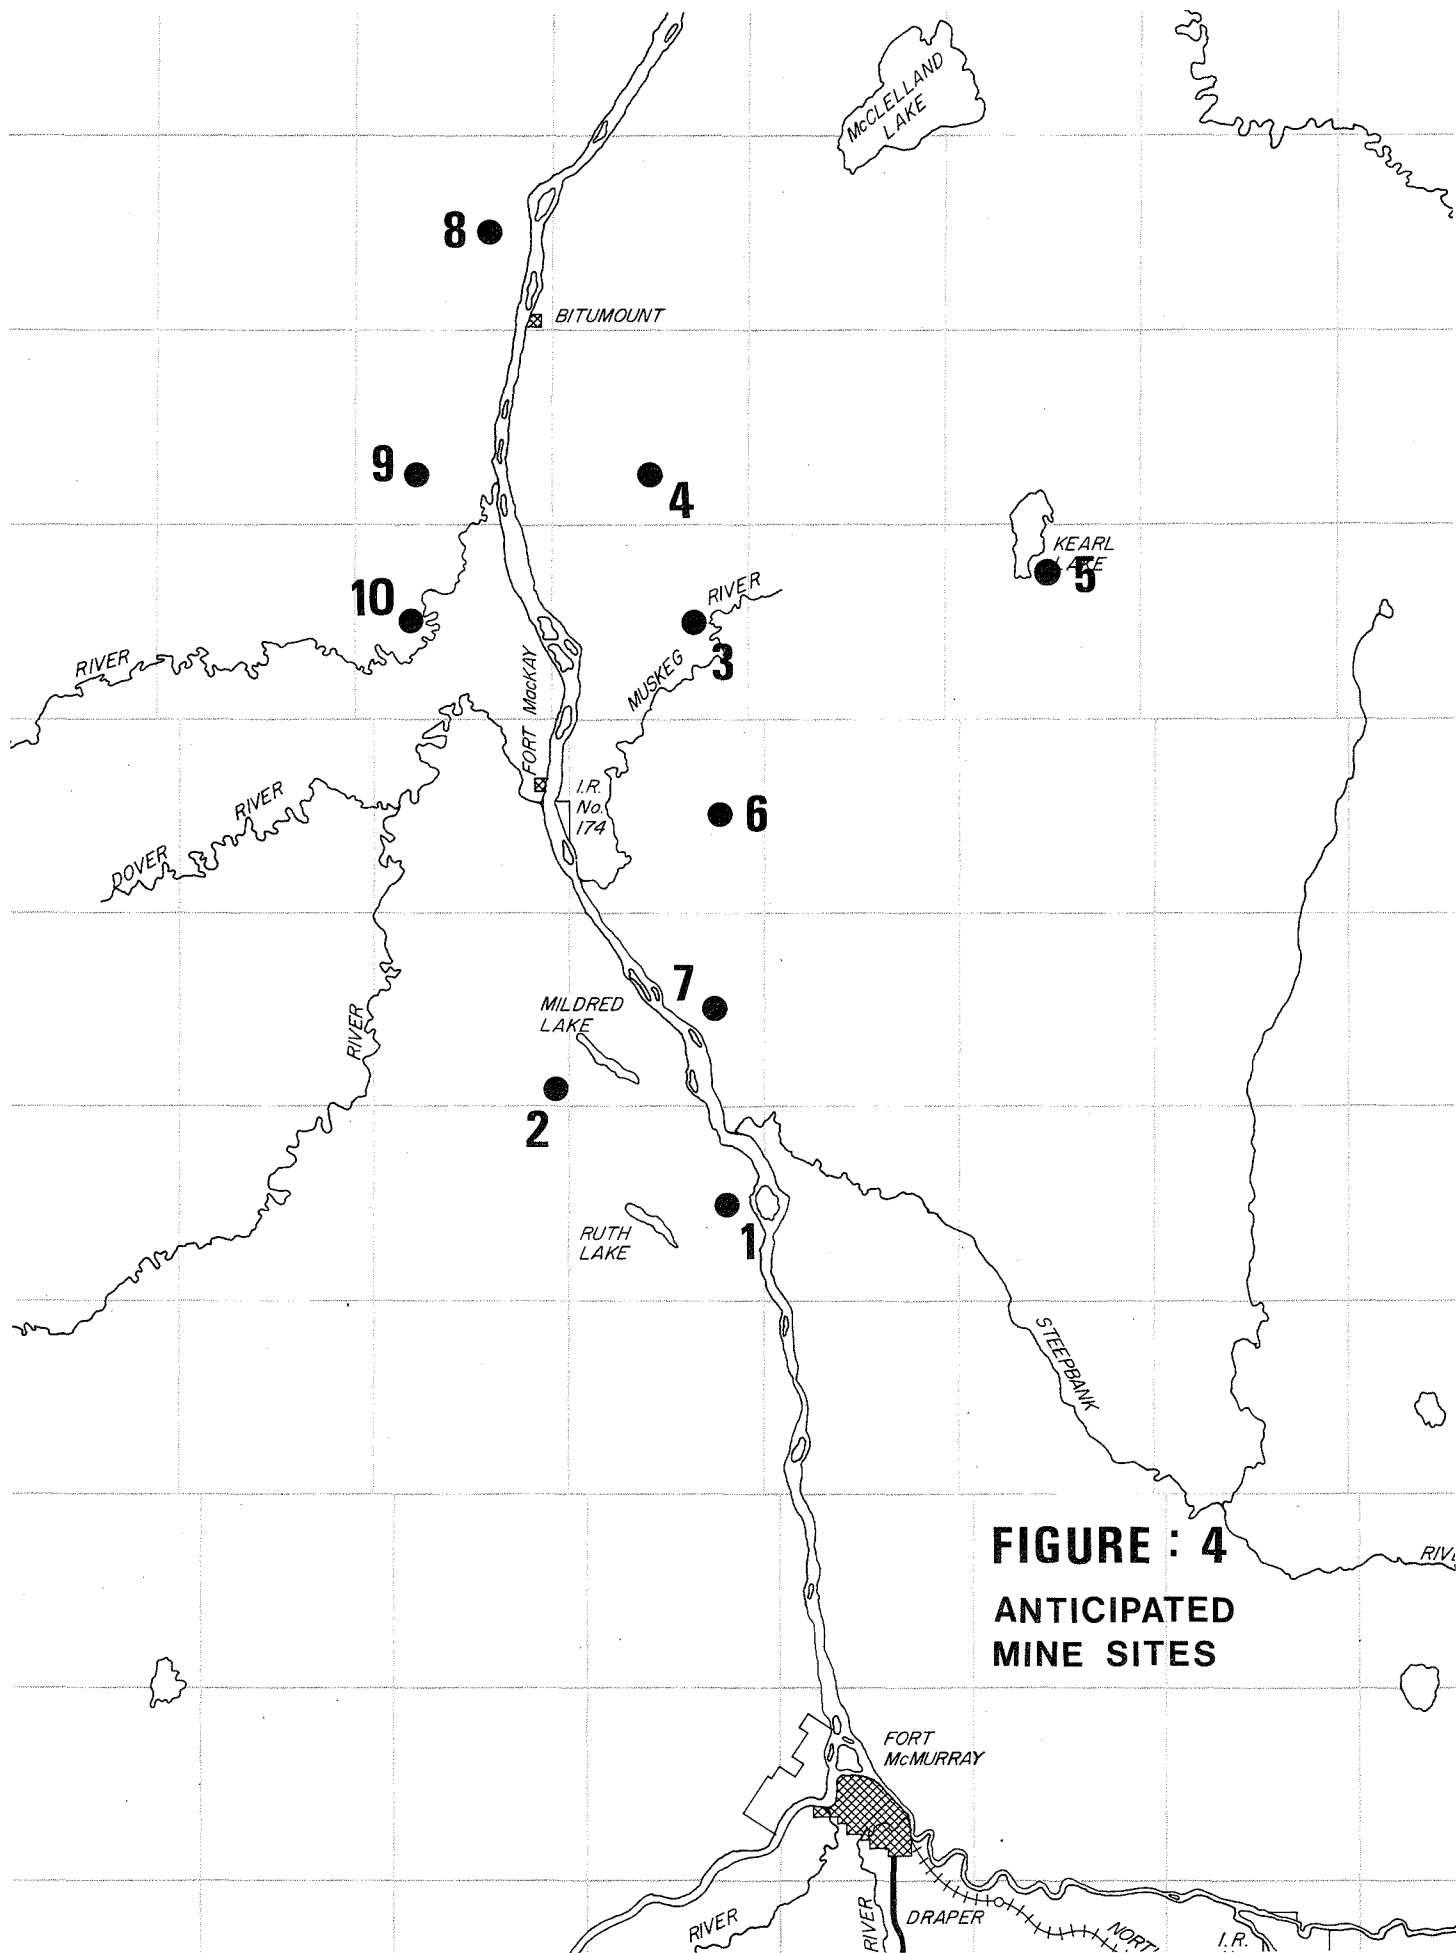 McCLELLAND
LAKE
8
BITUMOUNT
9
4
KEARL
LAKE
5
10
RIVER
MUSKEG
3
RIVER
FORT MacKAY
I.R.
No.
174
6
RIVER
DOVER
7
MILDRED
LAKE
RIVER
2
RUTH
LAKE
1
STEEPBANK
FIGURE : 4
ANTICIPATED
MINE SITES
FORT
McMURRAY
RIVER
RIVER
DRAPER
I.R.